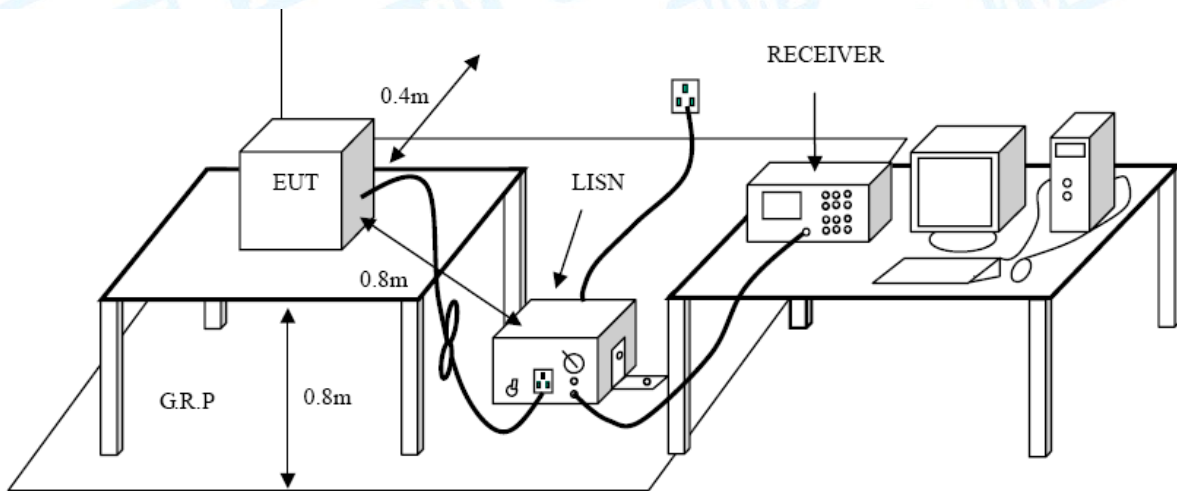 RECEIVER
0.4m
EUT
LISN
0.8m
G.R.P
0.8m